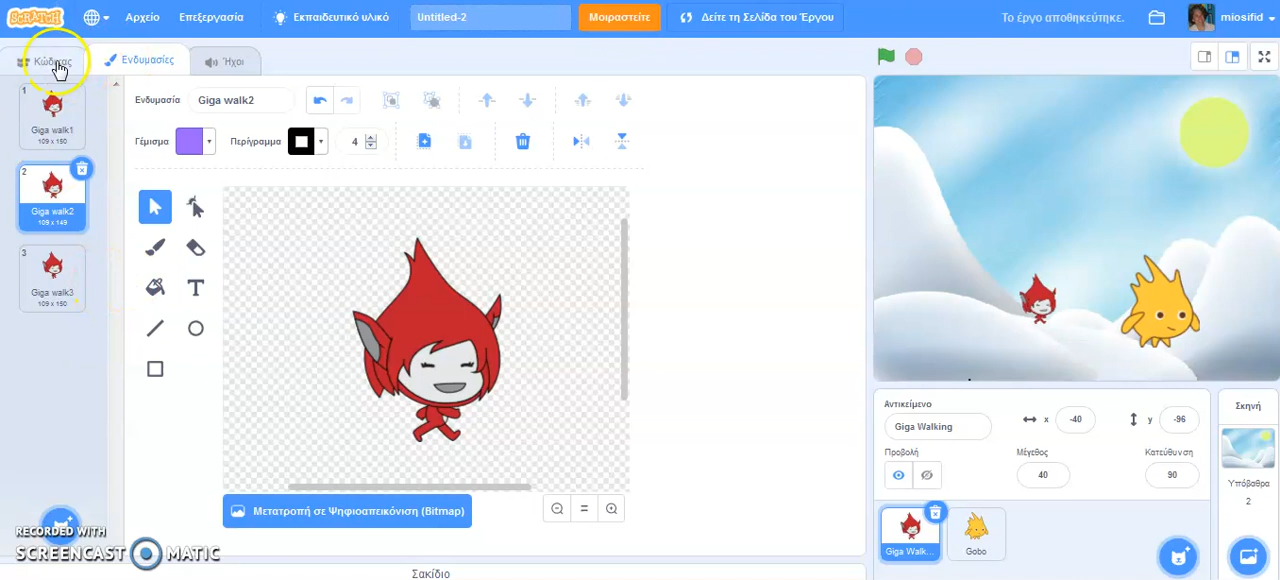 SCRATCH
Αρχείο
Επεξεργασία
Εκπαιδευτικό υλικό
Untitled-2
Μοιραστείτε
Δείτε τη Σελίδα του Έργου
Το έργο αποθηκεύτηκε.
miosifid
Κώδικας
Ενδυμασίες
Ήχοι
1
Giga walk1
109 x 150
2
Giga walk2
109 x 149
3
Giga walk3
109 x 150
Ενδυμασία
Giga walk2
Γέμισμα
Περίγραμμα
4
T
Μετατροπή σε Ψηφιοαπεικόνιση (Bitmap)
Σακίδιο
RECORDED WITH
SCREENCAST MATIC
Αντικείμενο
Giga Walking
x
-40
y
-96
Προβολή
Μέγεθος
40
Κατεύθυνση
90
Giga Walk...
Gobo
Σκηνή
Υπόβαθρα
2